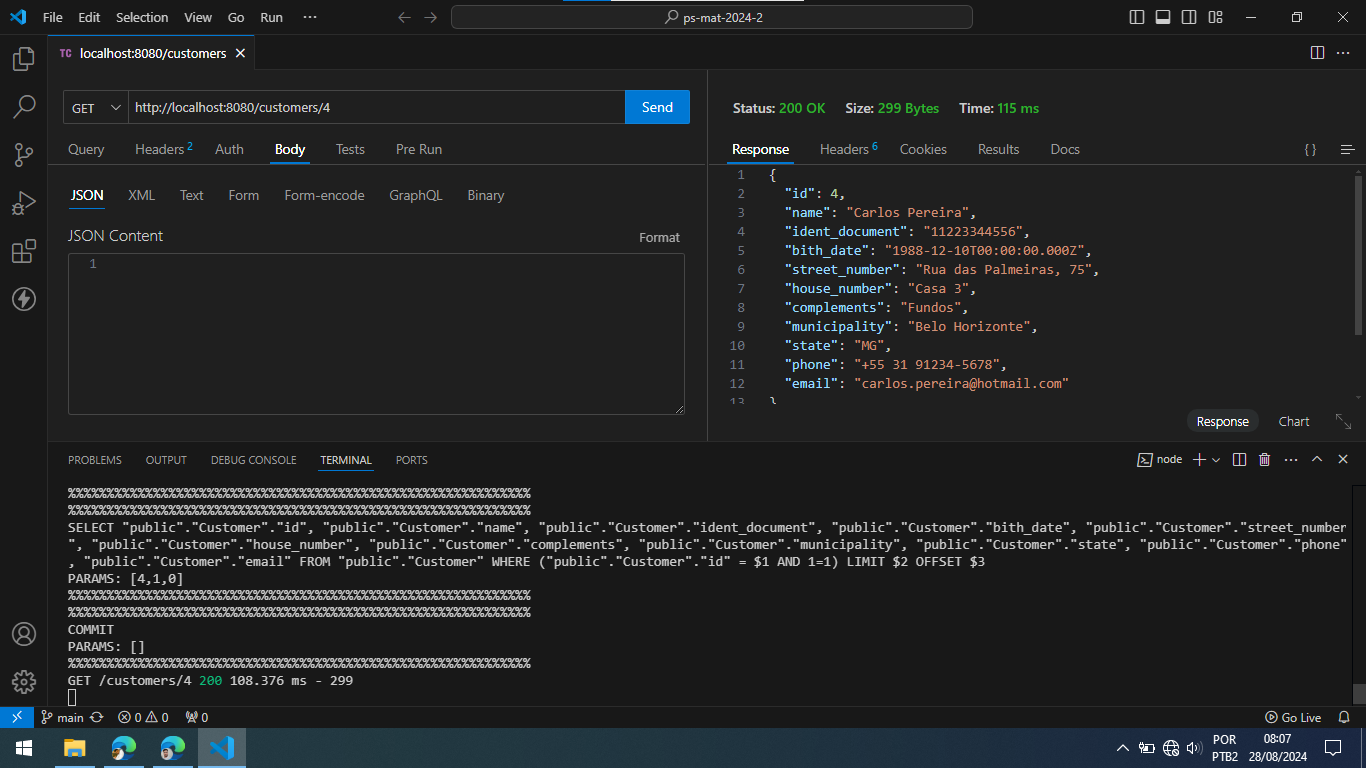 File Edit Selection View Go Run ···
ps-mat-2024-2
TC localhost:8080/customers
GET http://localhost:8080/customers/4 Send
Query Headers 2 Auth Body Tests Pre Run
JSON XML Text Form Form-encode GraphQL Binary
JSON Content Format
1
Status: 200 OK Size: 299 Bytes Time: 115 ms
Response Headers 6 Cookies Results Docs { }
1 {
2 "id": 4,
3 "name": "Carlos Pereira",
4 "ident_document": "11223344556",
5 "bith_date": "1988-12-10T00:00:00.000Z",
6 "street_number": "Rua das Palmeiras, 75",
7 "house_number": "Casa 3",
8 "complements": "Fundos",
9 "municipality": "Belo Horizonte",
10 "state": "MG",
11 "phone": "+55 31 91234-5678",
12 "email": "carlos.pereira@hotmail.com"
13 }
Response Chart
PROBLEMS OUTPUT DEBUG CONSOLE TERMINAL PORTS node
%%%%%%%%%%%%%%%%%%%%%%%%%%%%%%%%%%%%%%%%%%%%%%%%%%%%%%%%%%%%
%%%%%%%%%%%%%%%%%%%%%%%%%%%%%%%%%%%%%%%%%%%%%%%%%%%%%%%%%%%%
SELECT "public"."Customer"."id", "public"."Customer"."name", "public"."Customer"."ident_document", "public"."Customer"."bith_date", "public"."Customer"."street_number
", "public"."Customer"."house_number", "public"."Customer"."complements", "public"."Customer"."municipality", "public"."Customer"."state", "public"."Customer"."phone"
, "public"."Customer"."email" FROM "public"."Customer" WHERE ("public"."Customer"."id" = $1 AND 1=1) LIMIT $2 OFFSET $3
PARAMS: [4,1,0]
%%%%%%%%%%%%%%%%%%%%%%%%%%%%%%%%%%%%%%%%%%%%%%%%%%%%%%%%%%%%
%%%%%%%%%%%%%%%%%%%%%%%%%%%%%%%%%%%%%%%%%%%%%%%%%%%%%%%%%%%%
COMMIT
PARAMS: []
%%%%%%%%%%%%%%%%%%%%%%%%%%%%%%%%%%%%%%%%%%%%%%%%%%%%%%%%%%%%
GET /customers/4 200 108.376 ms - 299
main 0 0 0 Go Live
POR 08:07
PTB2 28/08/2024